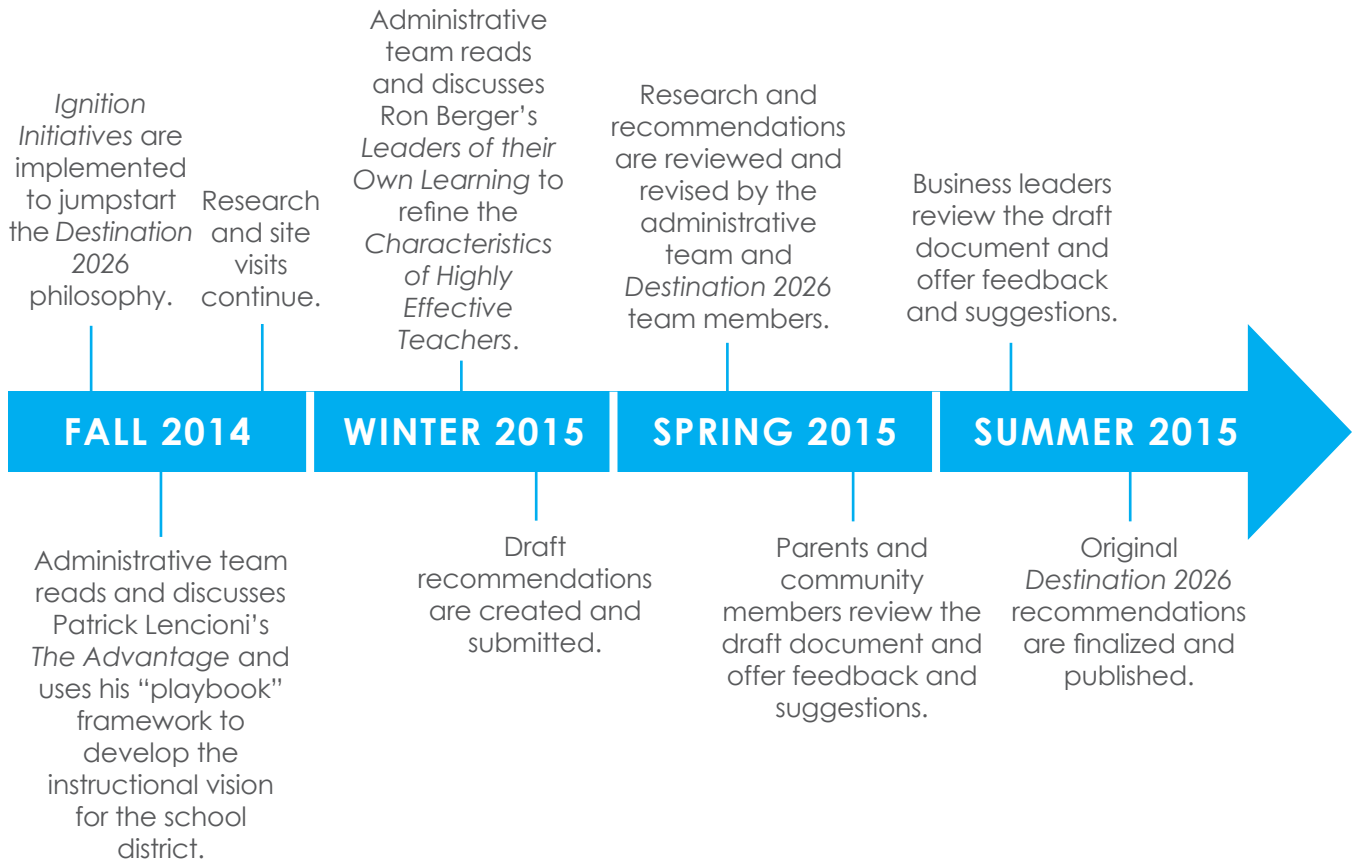 Ignition
Initiatives are
implemented
to jumpstart
the Destination
2026
philosophy.
Research
and site
visits
continue.
Administrative
team reads
and discusses
Ron Berger’s
Leaders of their
Own Learning to
refine the
Characteristics
of Highly
Effective
Teachers.
Research and
recommendations
are reviewed and
revised by the
administrative
team and
Destination 2026
team members.
Business leaders
review the draft
document and
offer feedback
and suggestions.
FALL 2014
WINTER 2015
SPRING 2015
SUMMER 2015
Administrative team
reads and discusses
Patrick Lencioni’s
The Advantage and
uses his “playbook”
framework to
develop the
instructional vision
for the school
district.
Draft
recommendations
are created and
submitted.
Parents and
community
members review the
draft document and
offer feedback and
suggestions.
Original
Destination 2026
recommendations
are finalized and
published.